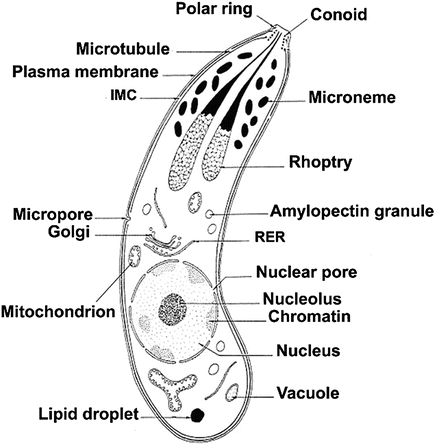 Polar ring
Conoid
Microtubule
Plasma membrane
IMC
Microneme
Rhoptry
Micropore
Amylopectin granule
Golgi
RER
Nuclear pore
Mitochondrion
Nucleolus
Chromatin
Nucleus
Vacuole
Lipid droplet